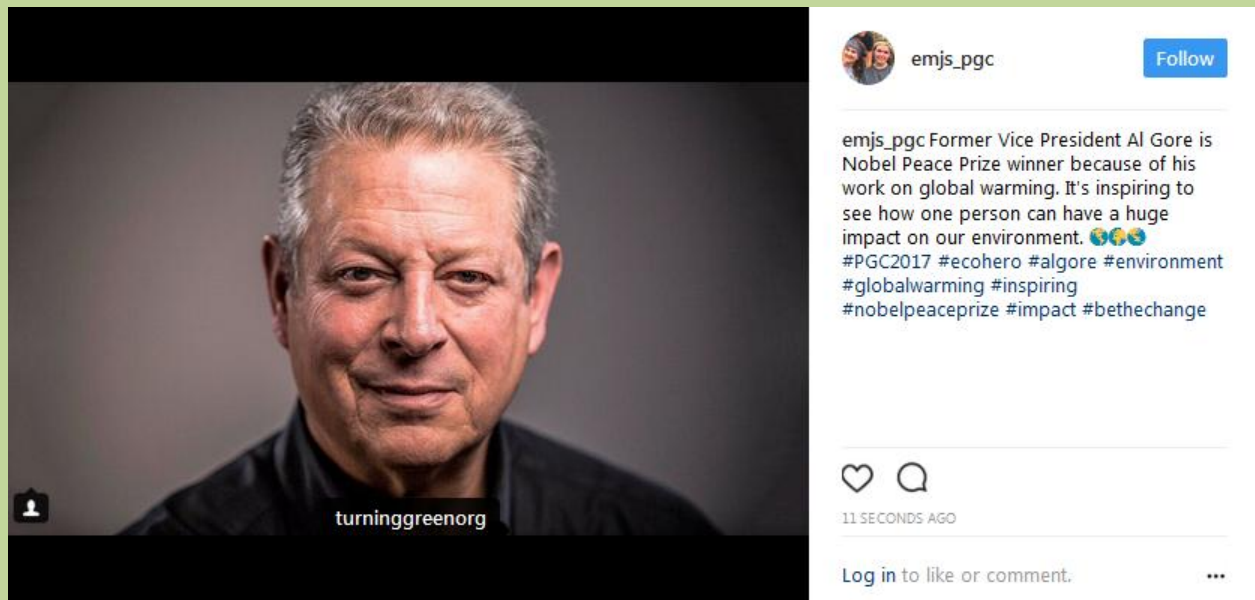 emjs_pgc
Follow
emjs_pgc Former Vice President Al Gore is
Nobel Peace Prize winner because of his
work on global warming. It's inspiring to
see how one person can have a huge
impact on our environment. 🌎🌍🌏
#PGC2017 #ecohero #algore #environment
#globalwarming #inspiring
#nobelpeaceprize #impact #bethechange
turninggreenorg
11 SECONDS AGO
Log in to like or comment.